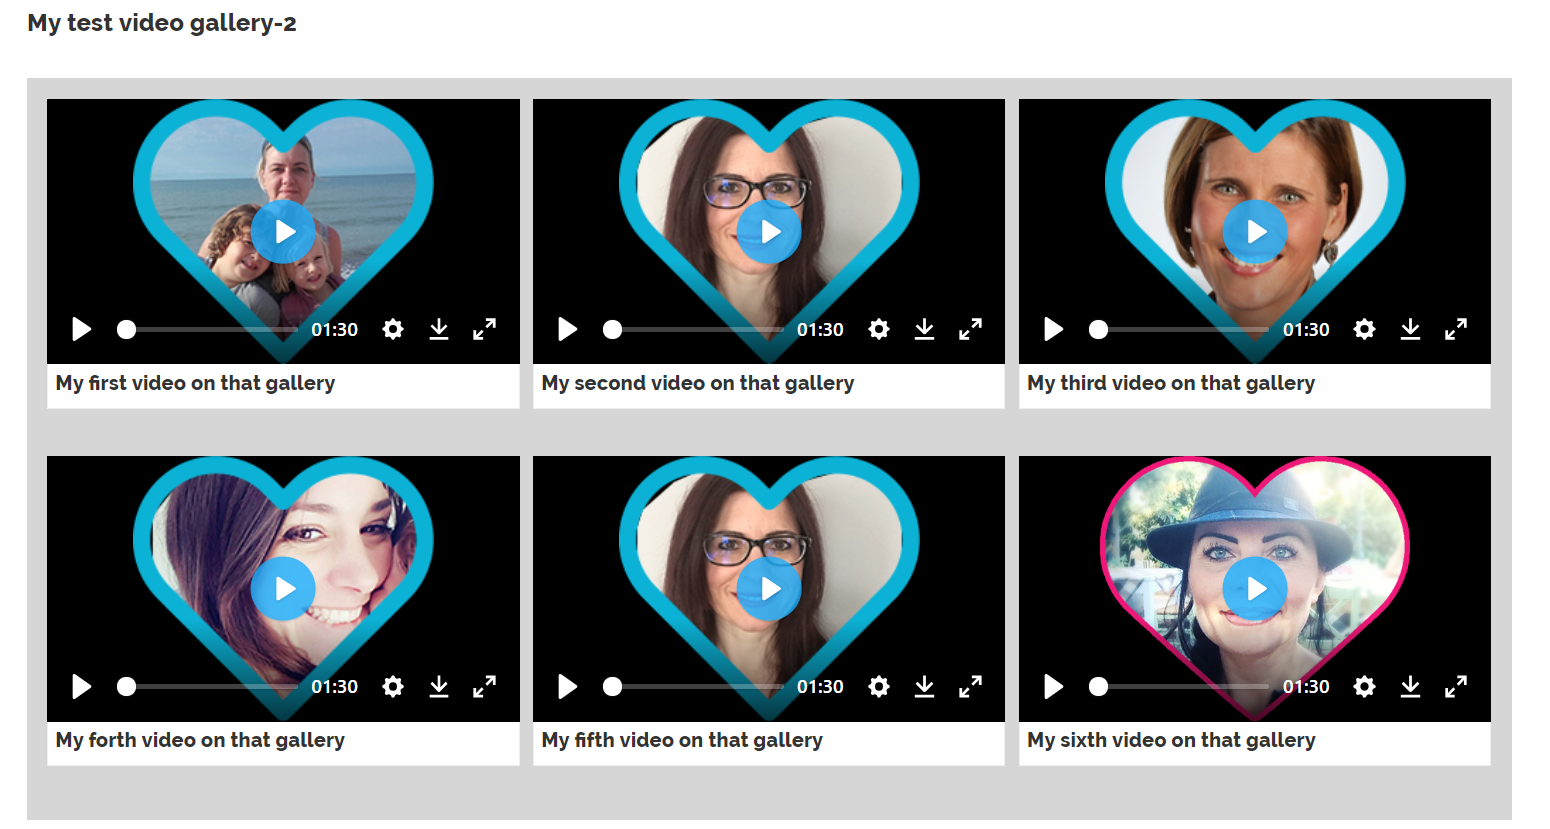 My test video gallery-2
01:30
01:30
01:30
My first video on that gallery
My second video on that gallery
My third video on that gallery
01:30
01:30
01:30
My forth video on that gallery
My fifth video on that gallery
My sixth video on that gallery